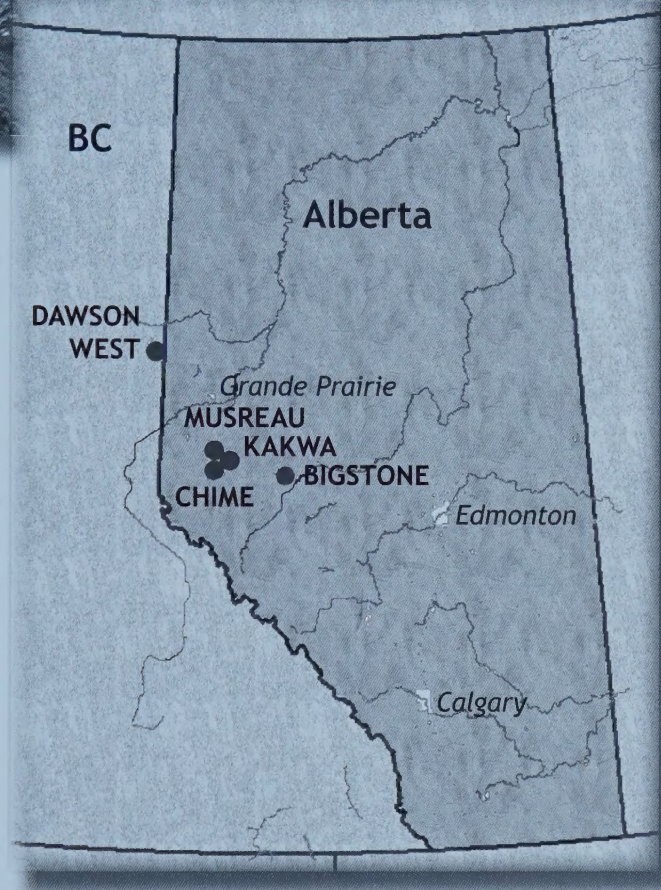 BC
Alberta
DAWSON
WEST
Grande Prairie
MUSREAU
KAKWA
BIGSTONE
CHIME
Edmonton
Calgary